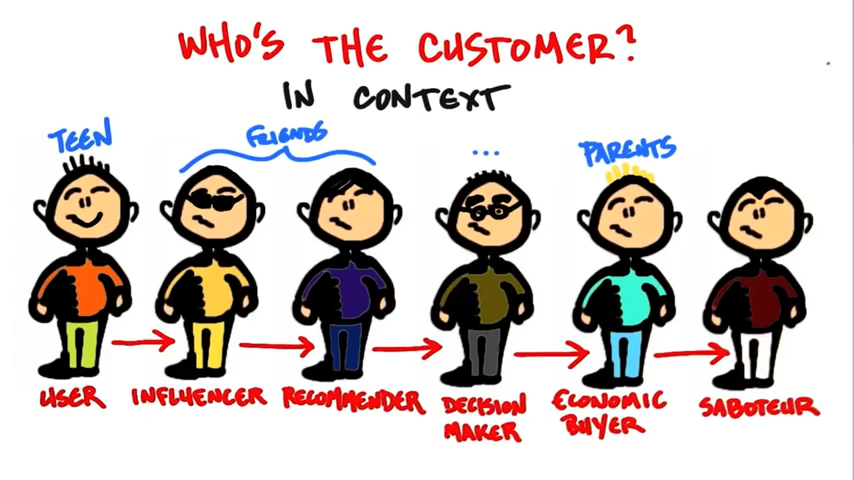 WHO'S THE CUSTOMER?
IN CONTEXT
TEEN
FRIENDS
...
PARENTS
USER
INFLUENCER
RECOMMENDER
DECISION
MAKER
ECONOMIC
BUYER
SABOTEUR